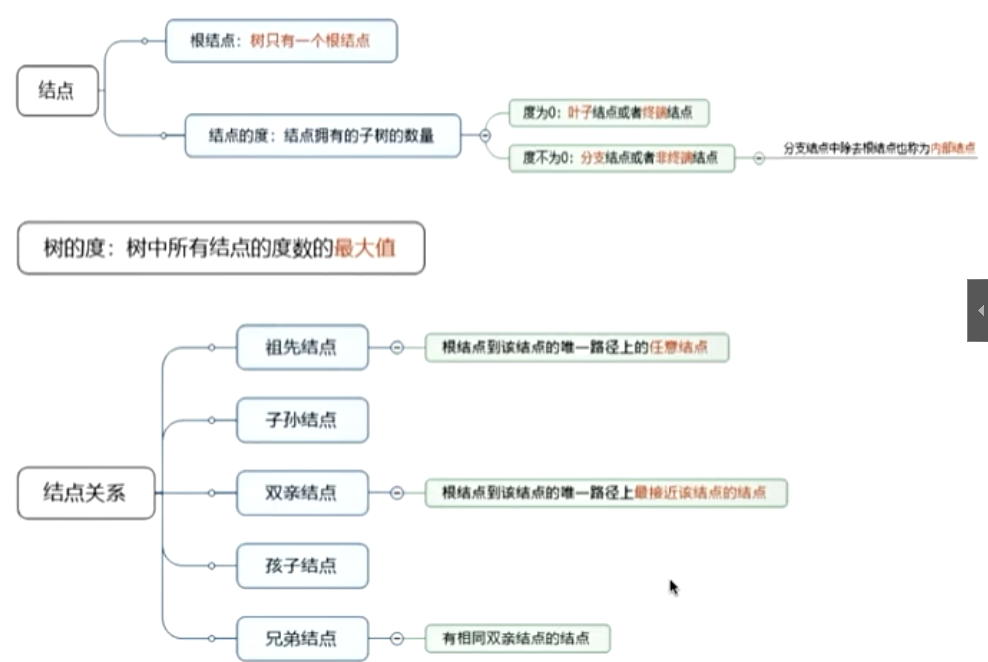 根结点：树只有一个根结点
结点
结点的度：结点拥有的子树的数量
度为0：叶子结点或者终端结点
度不为0：分支结点或者非终端结点
分支结点中除去根结点也称为内部结点
树的度：树中所有结点的度数的最大值
结点关系
祖先结点
根结点到该结点的唯一路径上的任意结点
子孙结点
双亲结点
根结点到该结点的唯一路径上最接近该结点的结点
孩子结点
兄弟结点
有相同双亲结点的结点